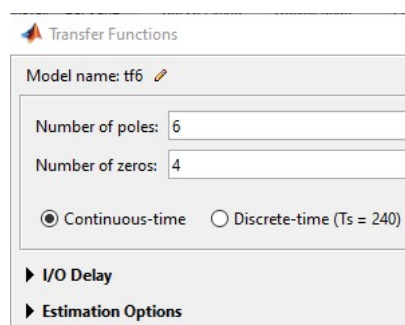 Transfer Functions
Model name: tf6
Number of poles: 6
Number of zeros: 4
Continuous-time Discrete-time (Ts = 240)
I/O Delay
Estimation Options